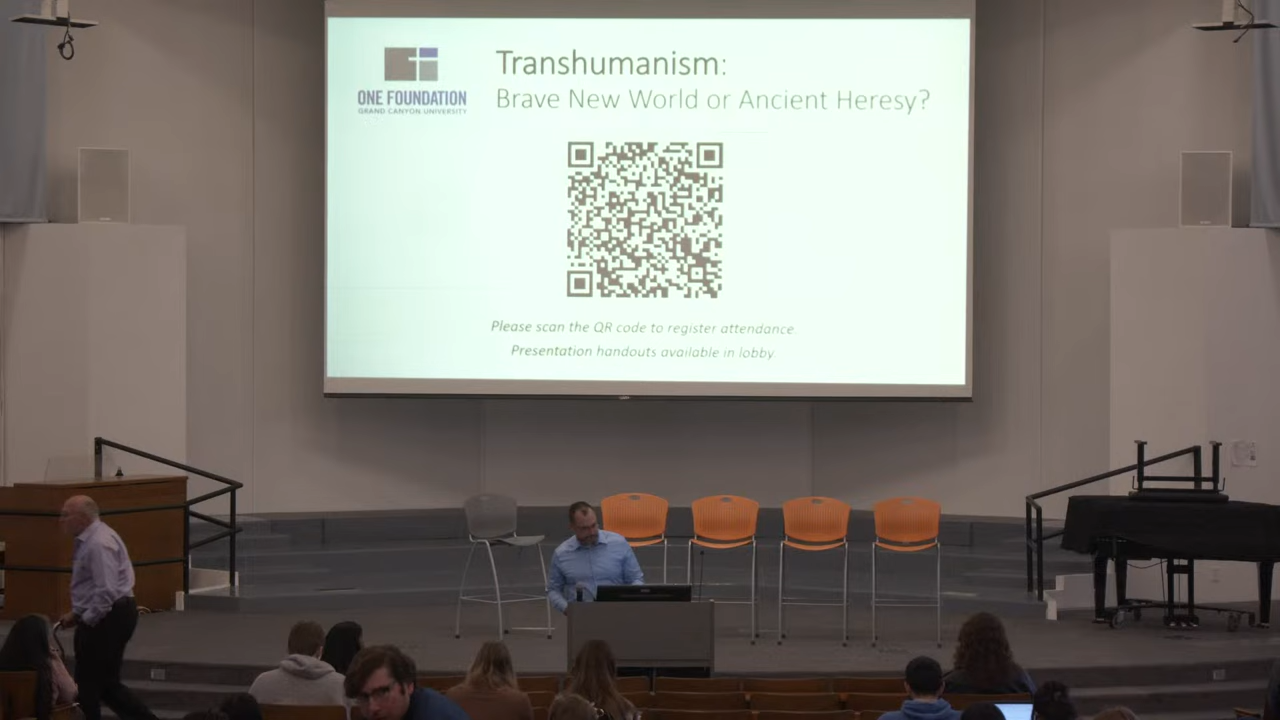 Transhumanism:
Brave New World or Ancient Heresy?
ONE FOUNDATION
GRAND CANYON UNIVERSITY
Please scan the QR code to register attendance.
Presentation handouts available in lobby.